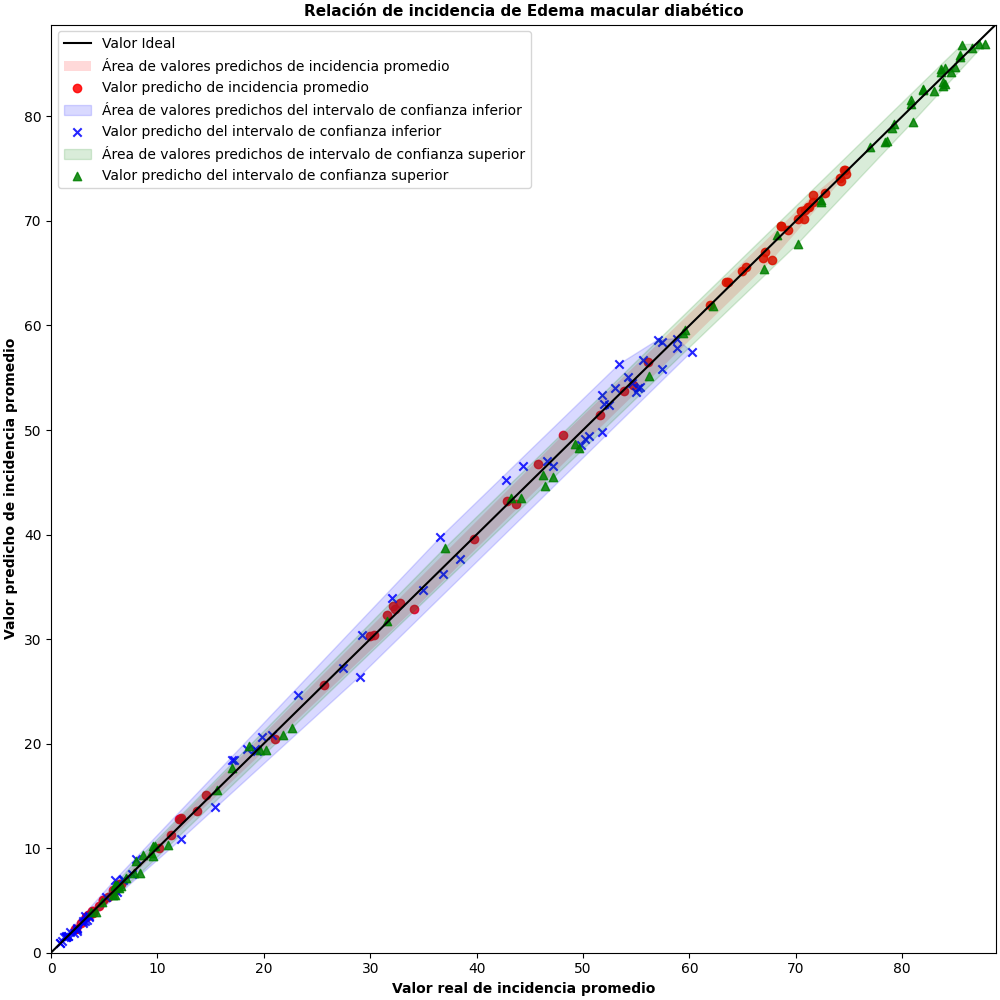 Relación de incidencia de Edema macular diabético
Valor Ideal
Área de valores predichos de incidencia promedio
Valor predicho de incidencia promedio
Área de valores predichos del intervalo de confianza inferior
Valor predicho del intervalo de confianza inferior
Área de valores predichos de intervalo de confianza superior
Valor predicho del intervalo de confianza superior
Valor predicho de incidencia promedio
80
70
60
50
40
30
20
10
0
0 10 20 30 40 50 60 70 80
Valor real de incidencia promedio